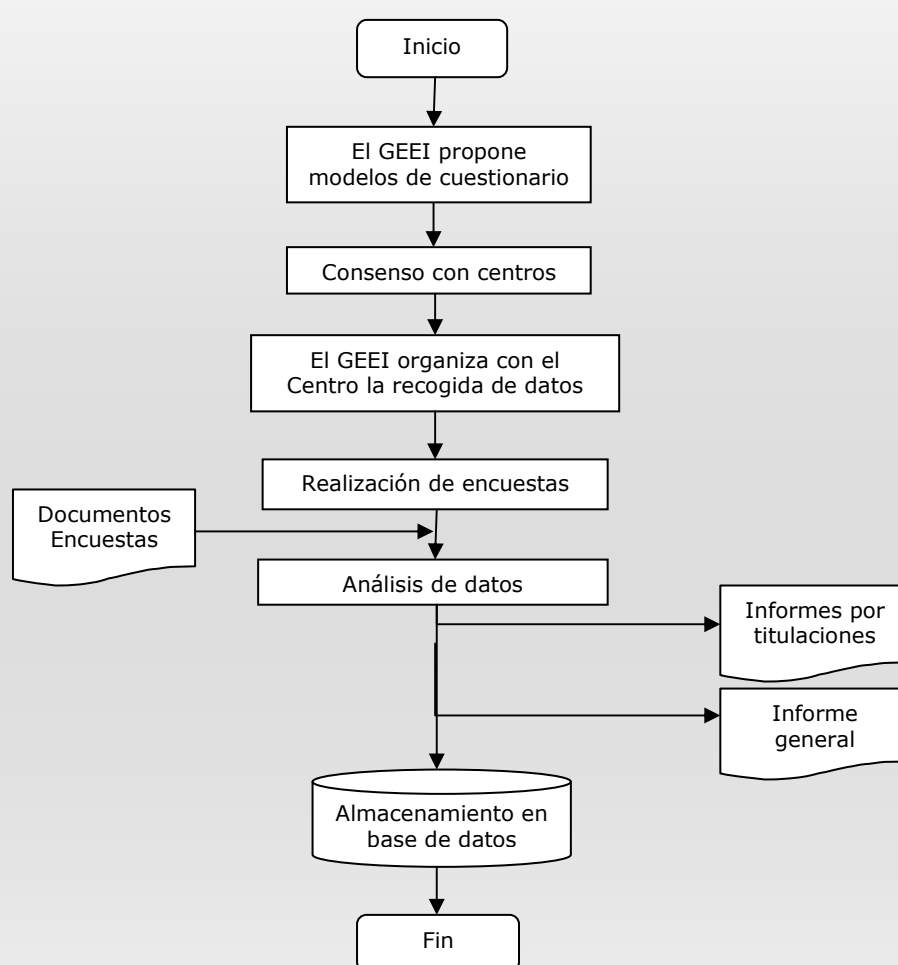 Inicio
El GEEI propone
modelos de cuestionario
Consenso con centros
El GEEI organiza con el
Centro la recogida de datos
Realización de encuestas
Documentos
Encuestas
Análisis de datos
Informes por
titulaciones
Informe
general
Almacenamiento en
base de datos
Fin